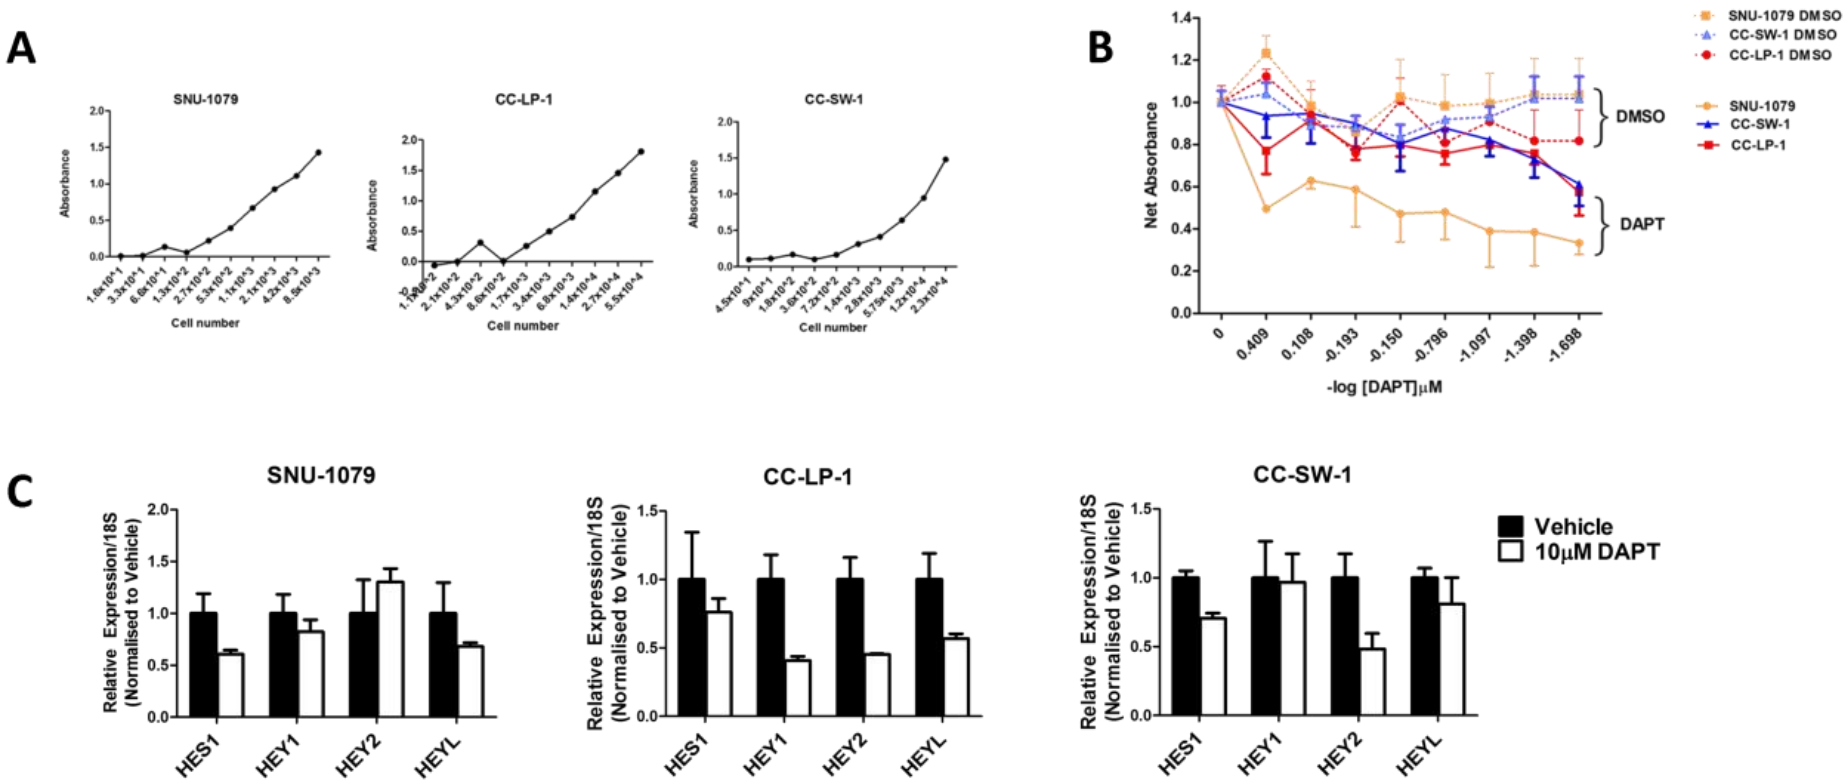 A
SNU-1079
2.0
1.5
1.0
0.5
0.0
Absorbance
1.6x10^1
3.3x10^1
6.6x10^1
1.3x10^2
2.7x10^2
5.3x10^2
1.1x10^3
2.1x10^3
4.2x10^3
8.5x10^3
Cell number
CC-LP-1
2.0
1.5
1.0
0.5
0.0
Absorbance
2.1x10^2
4.3x10^2
8.6x10^2
1.7x10^3
3.4x10^3
6.8x10^3
1.4x10^4
2.7x10^4
5.5x10^4
Cell number
CC-SW-1
2.0
1.5
1.0
0.5
0.0
Absorbance
4.5x10^1
9x10^1
1.8x10^2
3.6x10^2
7.2x10^2
1.4x10^3
2.8x10^3
5.75x10^3
1.2x10^4
2.3x10^4
Cell number
B
1.4
1.2
1.0
0.8
0.6
0.4
0.2
0.0
Net Absorbance
0
0.409
0.108
-0.193
-0.150
-0.796
-1.097
-1.398
-1.698
-log [DAPT]µM
SNU-1079 DMSO
CC-SW-1 DMSO
CC-LP-1 DMSO
SNU-1079
CC-SW-1
CC-LP-1
DMSO
DAPT
C
SNU-1079
2.0
1.5
1.0
0.5
0.0
Relative Expression/18S
(Normalised to Vehicle)
HES1
HEY1
HEY2
HEYL
CC-LP-1
1.5
1.0
0.5
0.0
Relative Expression/18S
(Normalised to Vehicle)
HES1
HEY1
HEY2
HEYL
CC-SW-1
1.5
1.0
0.5
0.0
Relative Expression/18S
(Normalised to Vehicle)
HES1
HEY1
HEY2
HEYL
Vehicle
10µM DAPT